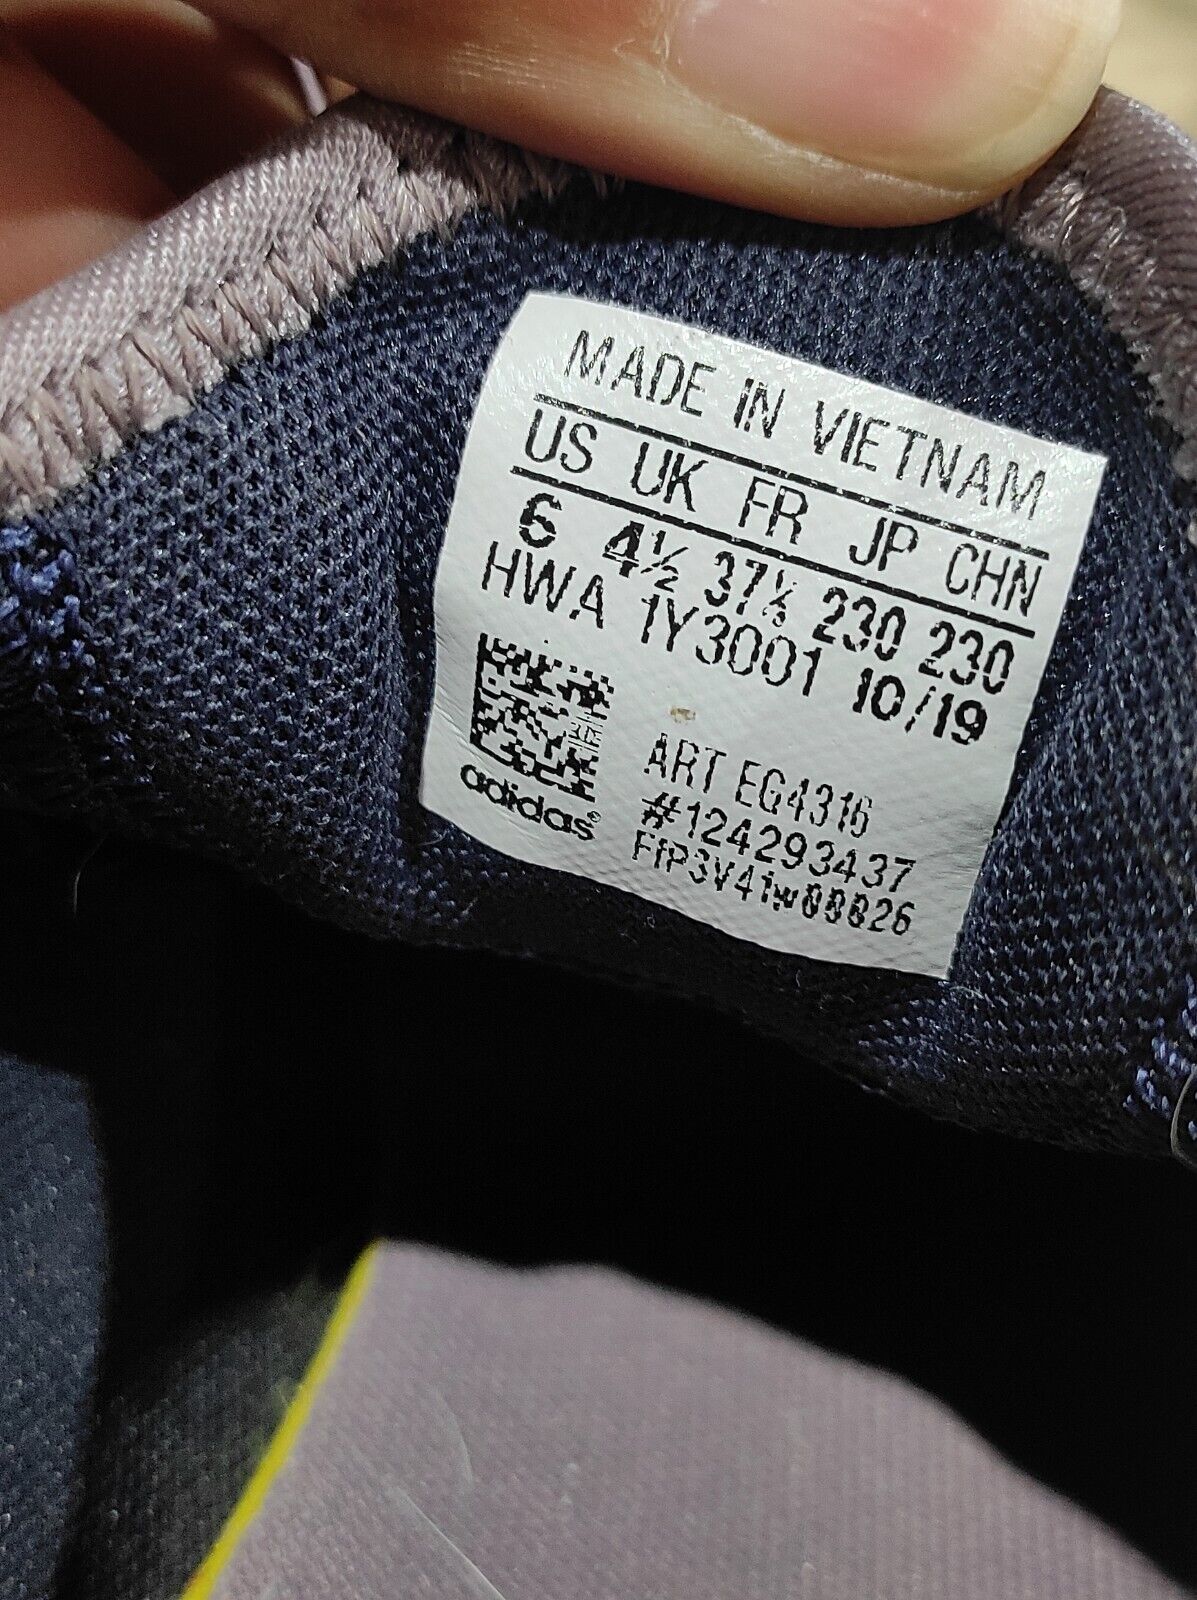 MADE IN VIETNAM
US UK FR JP CHN
6 4½ 37⅓ 230 230
HWA 1Y3001 10/19
ART EG4316
#124293437
adidas®